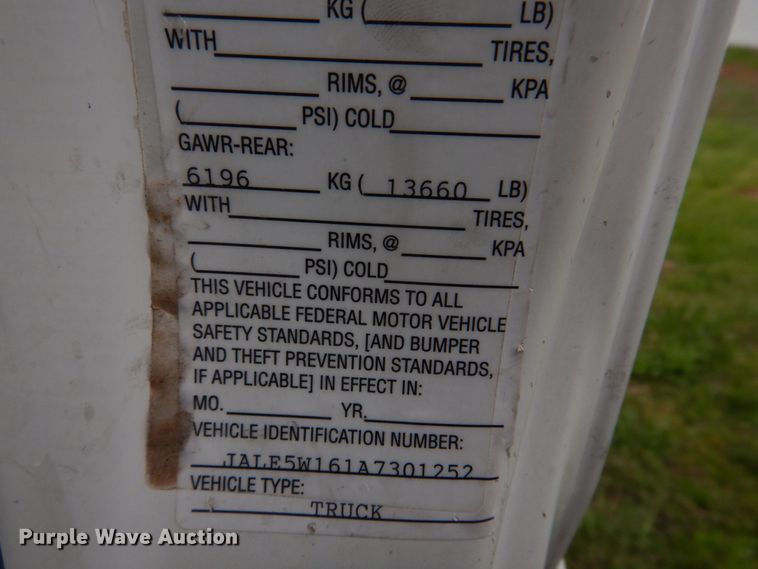 KG ( LB)
WITH TIRES,
RIMS, @ KPA
( PSI) COLD
GAWR-REAR:
6196 KG ( 13660 LB)
WITH TIRES,
RIMS, @ KPA
( PSI) COLD
THIS VEHICLE CONFORMS TO ALL
APPLICABLE FEDERAL MOTOR VEHICLE
SAFETY STANDARDS, [AND BUMPER
AND THEFT PREVENTION STANDARDS,
IF APPLICABLE] IN EFFECT IN:
MO. YR.
VEHICLE IDENTIFICATION NUMBER:
JALE5W161A7301252
VEHICLE TYPE:
TRUCK
Purple Wave Auction